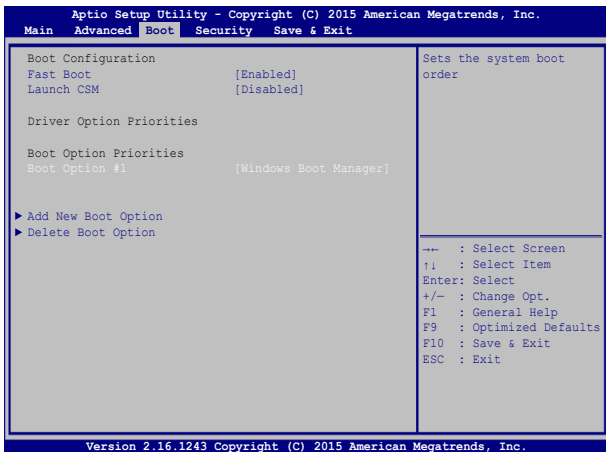 Aptio Setup Utility - Copyright (C) 2015 American Megatrends, Inc.
Main Advanced Boot Security Save & Exit
Boot Configuration
Fast Boot [Enabled]
Launch CSM [Disabled]
Driver Option Priorities
Boot Option Priorities
Boot Option #1 [Windows Boot Manager]
Add New Boot Option
Delete Boot Option
Sets the system boot
order
→← : Select Screen
↑↓ : Select Item
Enter: Select
+/— : Change Opt.
F1 : General Help
F9 : Optimized Defaults
F10 : Save & Exit
ESC : Exit
Version 2.16.1243 Copyright (C) 2015 American Megatrends, Inc.